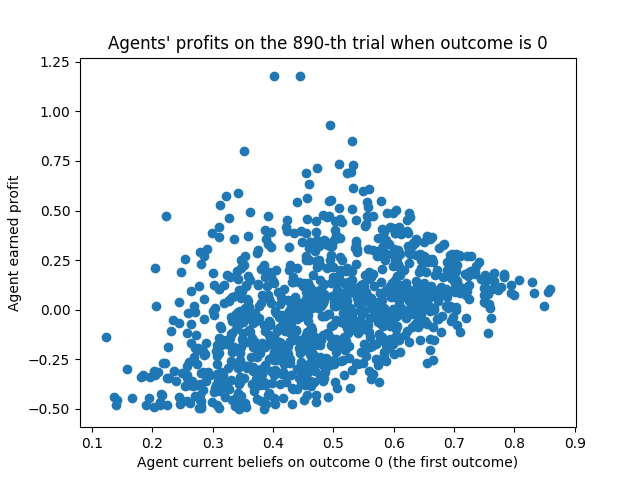 Agents' profits on the 890-th trial when outcome is 0
1.25
1.00
0.75
0.50
0.25
0.00
−0.25
−0.50
Agent earned profit
0.1 0.2 0.3 0.4 0.5 0.6 0.7 0.8 0.9
Agent current beliefs on outcome 0 (the first outcome)